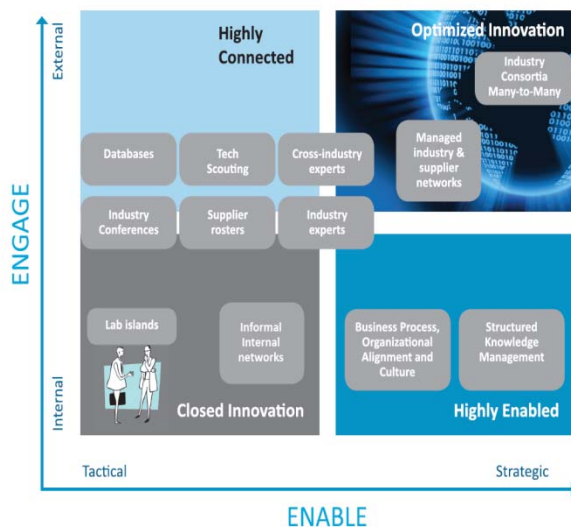 External
Highly
Connected
Optimized Innovation
Industry
Consortia
Many-to-Many
Databases
Tech
Scouting
Cross-industry
experts
Managed
industry &
supplier
networks
Industry
Conferences
Supplier
rosters
Industry
experts
ENGAGE
Lab islands
Informal
Internal
networks
Business Process,
Organizational
Alignment and
Culture
Structured
Knowledge
Management
Internal
Closed Innovation
Highly Enabled
Tactical
Strategic
ENABLE